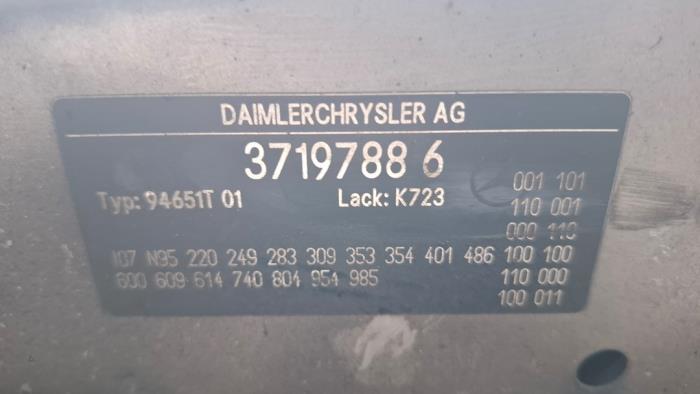 DAIMLERCHRYSLER AG
3719788 6
Typ: 94651T 01 Lack: K723
001 101
110 001
000 110
I07 N95 220 249 283 309 353 354 401 486 100 100
600 609 614 740 804 954 985 110 000
100 011